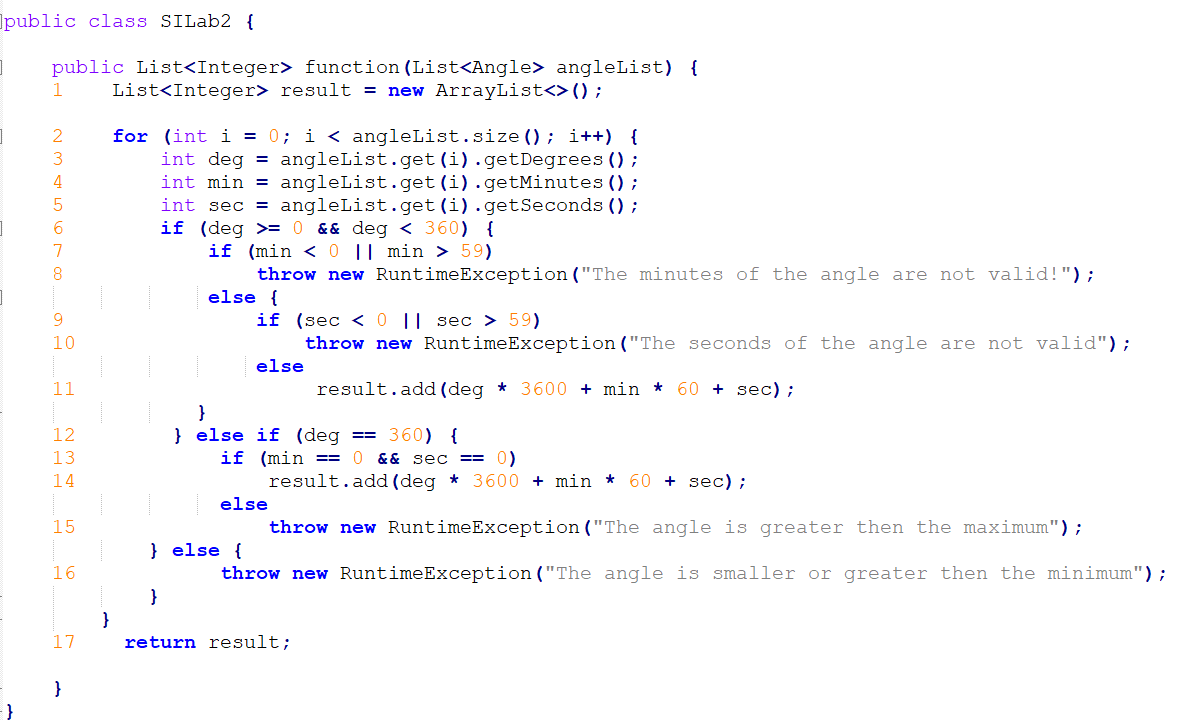 public class SILab2 {
public List<Integer> function(List<Angle> angleList) {
1 List<Integer> result = new ArrayList<>();
2 for (int i = 0; i < angleList.size(); i++) {
3 int deg = angleList.get(i).getDegrees();
4 int min = angleList.get(i).getMinutes();
5 int sec = angleList.get(i).getSeconds();
6 if (deg >= 0 && deg < 360) {
7 if (min < 0 || min > 59)
8 throw new RuntimeException("The minutes of the angle are not valid!");
else {
9 if (sec < 0 || sec > 59)
10 throw new RuntimeException("The seconds of the angle are not valid");
else
11 result.add(deg * 3600 + min * 60 + sec);
}
12 } else if (deg == 360) {
13 if (min == 0 && sec == 0)
14 result.add(deg * 3600 + min * 60 + sec);
else
15 throw new RuntimeException("The angle is greater then the maximum");
} else {
16 throw new RuntimeException("The angle is smaller or greater then the minimum");
}
}
17 return result;
}
}